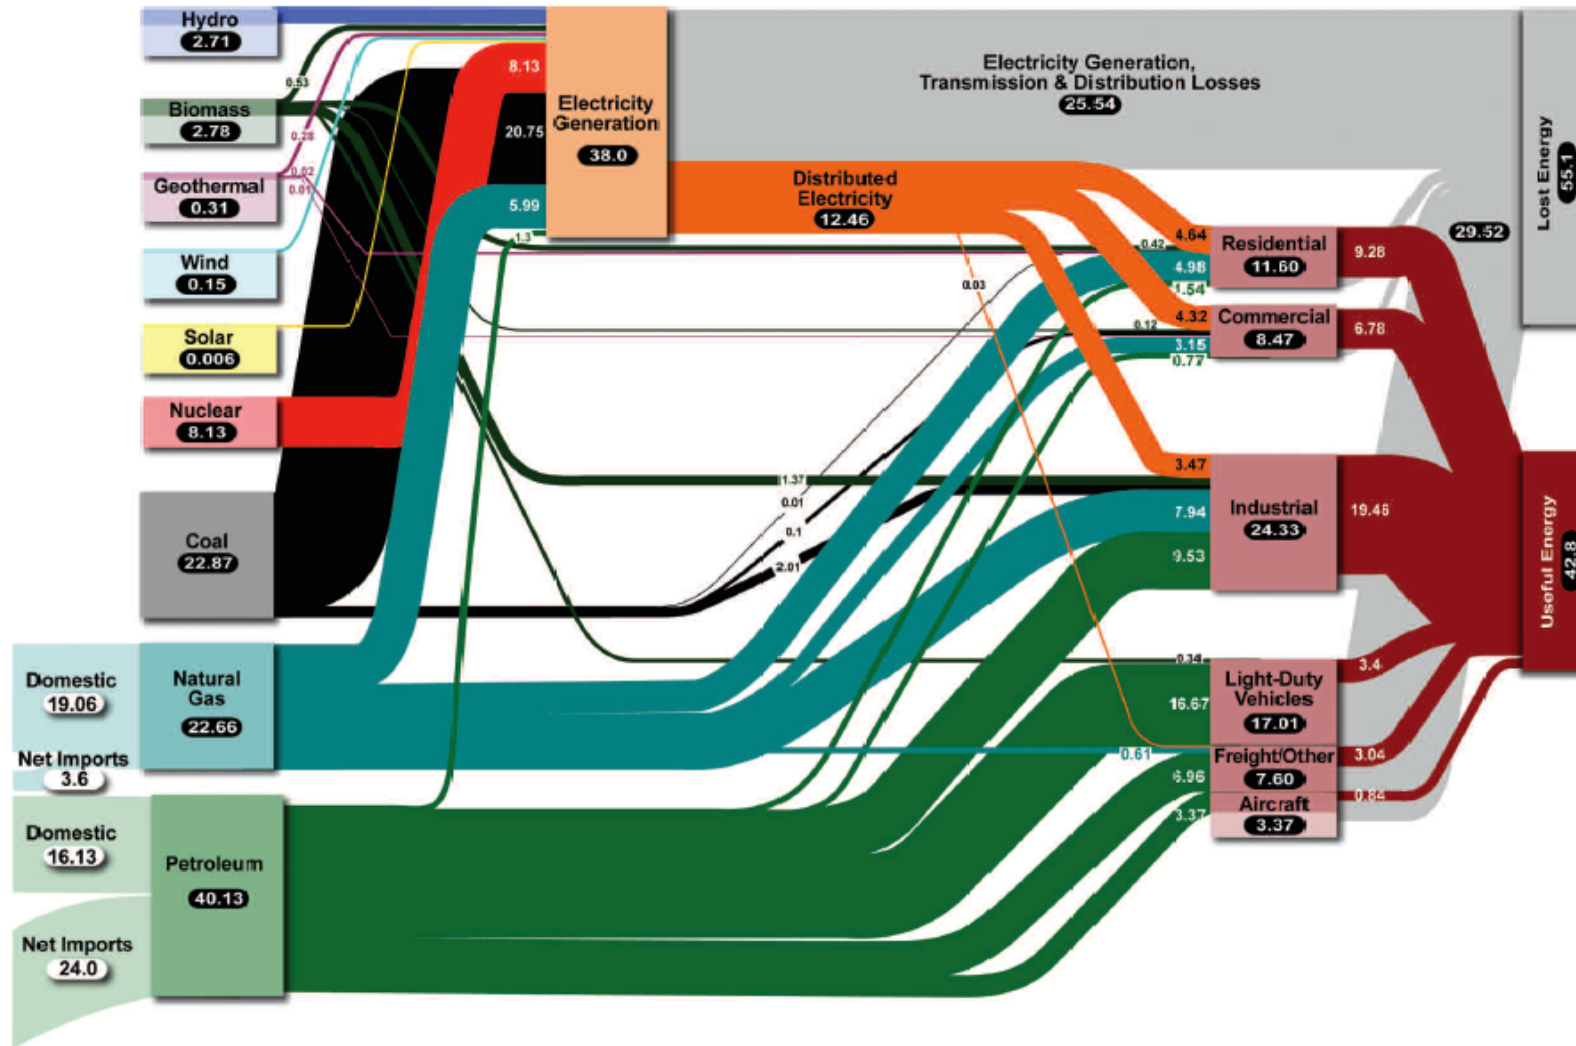 Hydro
2.71
0.53
Biomass
2.78
0.28
0.02
0.01
Geothermal
0.31
Wind
0.15
Solar
0.006
Nuclear
8.13
Coal
22.87
Domestic
19.06
Natural
Gas
22.66
Net Imports
3.6
Domestic
16.13
Petroleum
40.13
Net Imports
24.0
8.13
20.75
5.99
1.3
Electricity
Generation
38.0
Electricity Generation,
Transmission & Distribution Losses
25.54
Distributed
Electricity
12.46
0.03
1.37
0.01
0.1
2.01
4.64
0.42
4.98
1.54
Residential
11.60
9.28
4.32
0.12
3.15
0.77
Commercial
8.47
6.78
3.47
7.94
9.53
Industrial
24.33
19.46
0.34
16.67
Light-Duty
Vehicles
17.01
3.4
0.61
6.96
Freight/Other
7.60
3.04
3.37
Aircraft
3.37
0.84
29.52
Lost Energy
55.1
Useful Energy
42.8